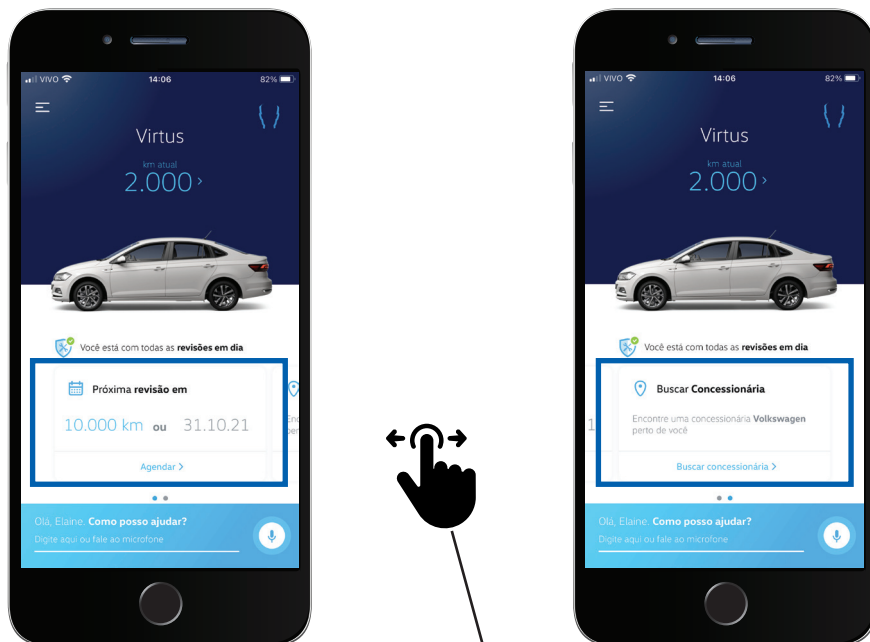 VIVO 14:06 82%
Virtus
km atual
2.000 >
Você está com todas as revisões em dia
Próxima revisão em
10.000 km ou 31.10.21
Agendar >
Olá, Elaine. Como posso ajudar?
Digite aqui ou fale ao microfone
VIVO 14:06 82%
Virtus
km atual
2.000 >
Você está com todas as revisões em dia
1
Buscar Concessionária
Encontre uma concessionária Volkswagen
perto de você
Buscar concessionária >
Olá, Elaine. Como posso ajudar?
Digite aqui ou fale ao microfone